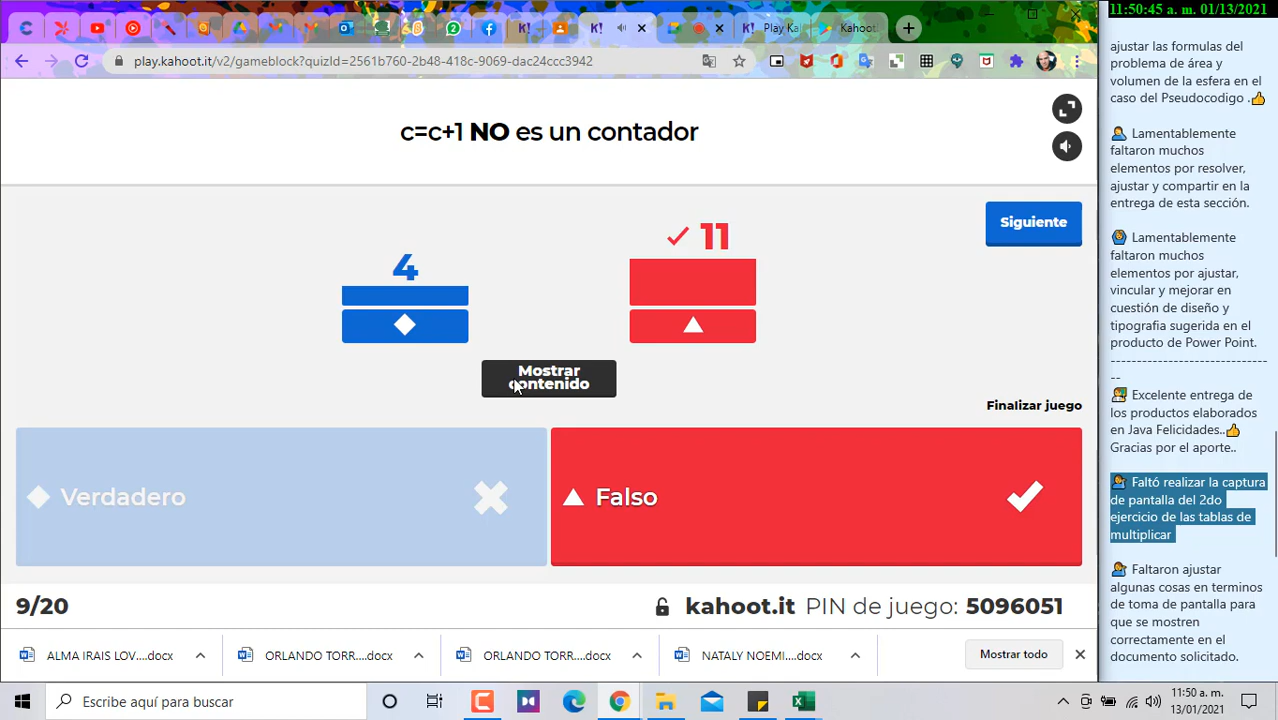 11:50:45 a. m. 01/13/2021
Play Ka
Kahoot
play.kahoot.it/v2/gameblock?quizId=2561b760-2b48-418c-9069-dac24ccc3942
c=c+1 NO es un contador
Siguiente
4
11
Mostrar
contenido
Finalizar juego
Verdadero
Falso
9/20
kahoot.it PIN de juego: 5096051
ALMA IRAIS LOV....docx
ORLANDO TORR....docx
ORLANDO TORR....docx
NATALY NOEMI....docx
Mostrar todo
Escribe aquí para buscar
11:50 a. m.
13/01/2021
ajustar las formulas del
problema de área y
volumen de la esfera en el
caso del Pseudocodigo .👍
Lamentablemente
faltaron muchos
elementos por resolver,
ajustar y compartir en la
entrega de esta sección.
Lamentablemente
faltaron muchos
elementos por ajustar,
vincular y mejorar en
cuestión de diseño y
tipografia sugerida en el
producto de Power Point.
--------------------------------
--
Excelente entrega de
los productos elaborados
en Java Felicidades..👍
Gracias por el aporte..
Faltó realizar la captura
de pantalla del 2do
ejercicio de las tablas de
multiplicar
Faltaron ajustar
algunas cosas en terminos
de toma de pantalla para
que se mostren
correctamente en el
documento solicitado.